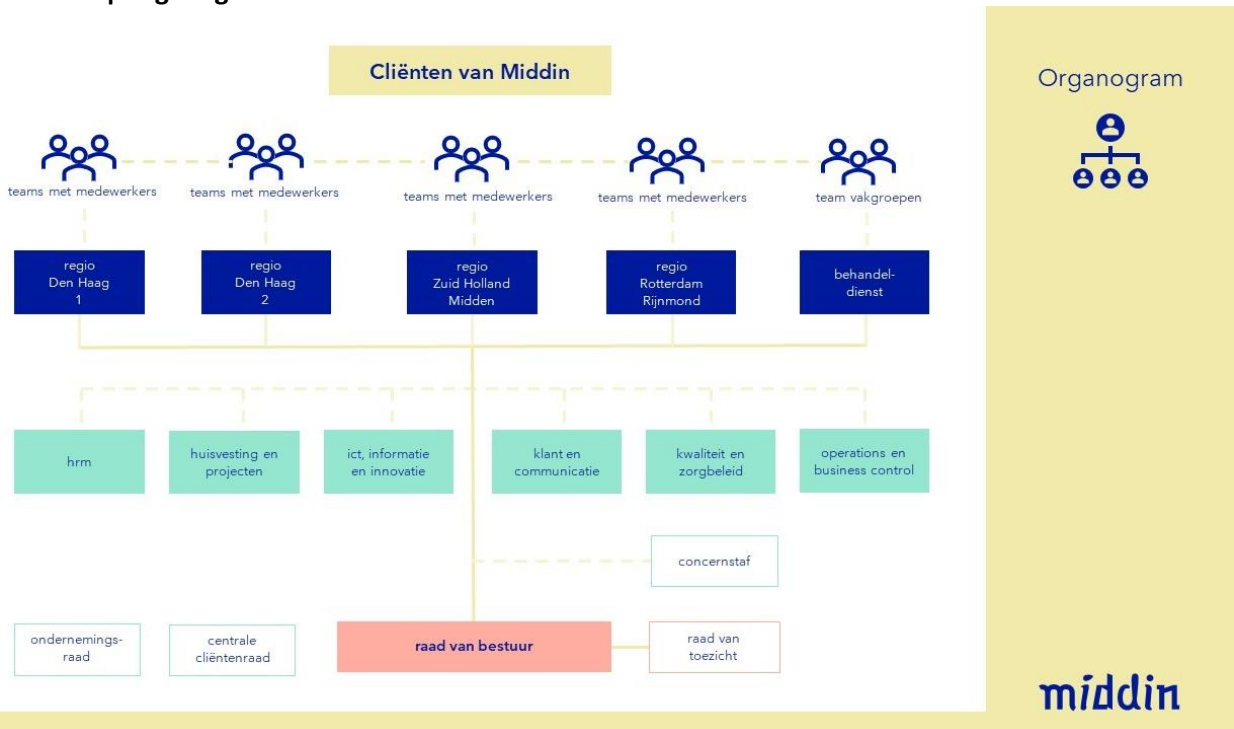 Cliënten van Middin
Organogram
teams met medewerkers
teams met medewerkers
teams met medewerkers
teams met medewerkers
team vakgroepen
regio
Den Haag
1
regio
Den Haag
2
regio
Zuid Holland
Midden
regio
Rotterdam
Rijnmond
behandel-
dienst
hrm
huisvesting en
projecten
ict, informatie
en innovatie
klant en
communicatie
kwaliteit en
zorgbeleid
operations en
business control
concernstaf
ondernemings-
raad
centrale
cliëntenraad
raad van bestuur
raad van
toezicht
middin